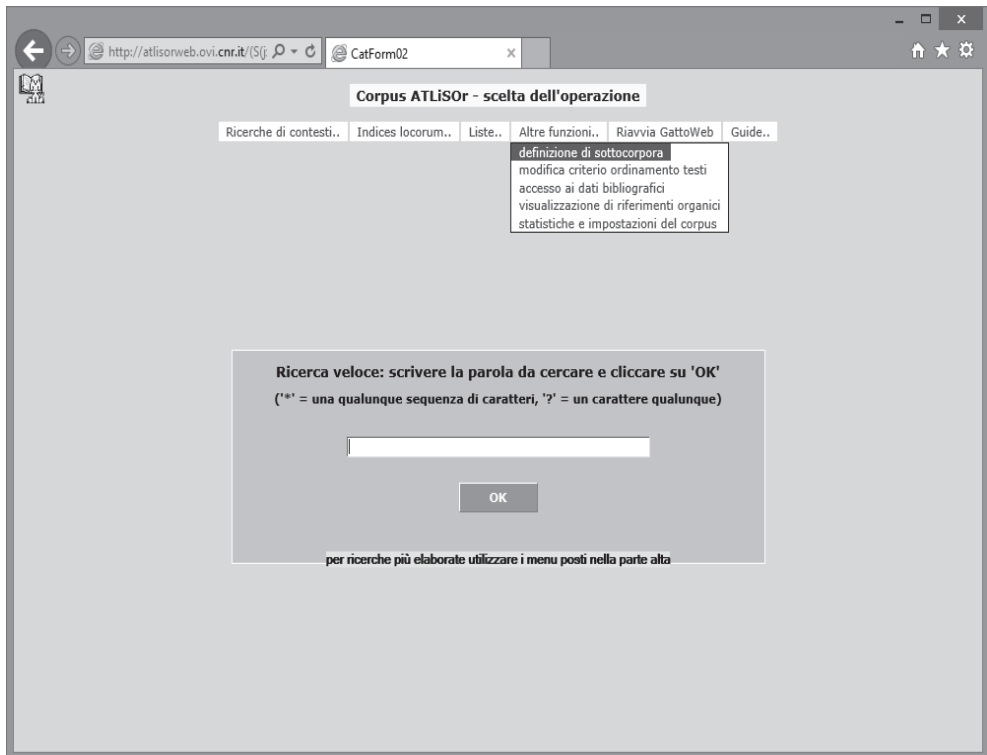 http://atlisorweb.ovi.cnr.it/(S(j: CatForm02
Corpus ATLiSOr - scelta dell'operazione
Ricerche di contesti.. Indices locorum.. Liste.. Altre funzioni.. Riavvia GattoWeb Guide..
definizione di sottocorpora
modifica criterio ordinamento testi
accesso ai dati bibliografici
visualizzazione di riferimenti organici
statistiche e impostazioni del corpus
Ricerca veloce: scrivere la parola da cercare e cliccare su 'OK'
('*' = una qualunque sequenza di caratteri, '?' = un carattere qualunque)
OK
per ricerche più elaborate utilizzare i menu posti nella parte alta